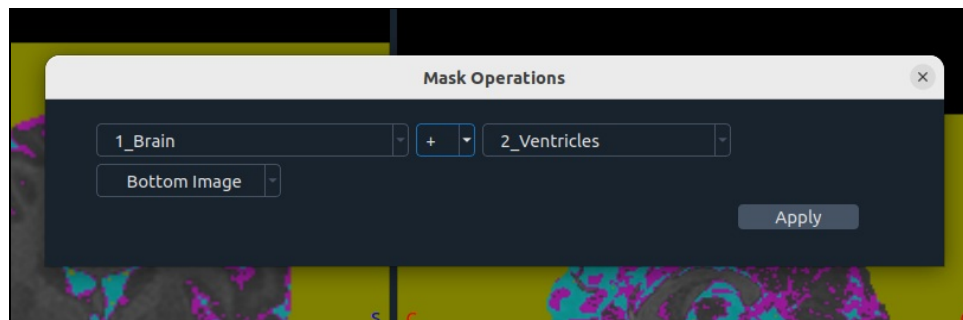 Mask Operations
1_Brain + 2_Ventricles
Bottom Image
Apply
S C